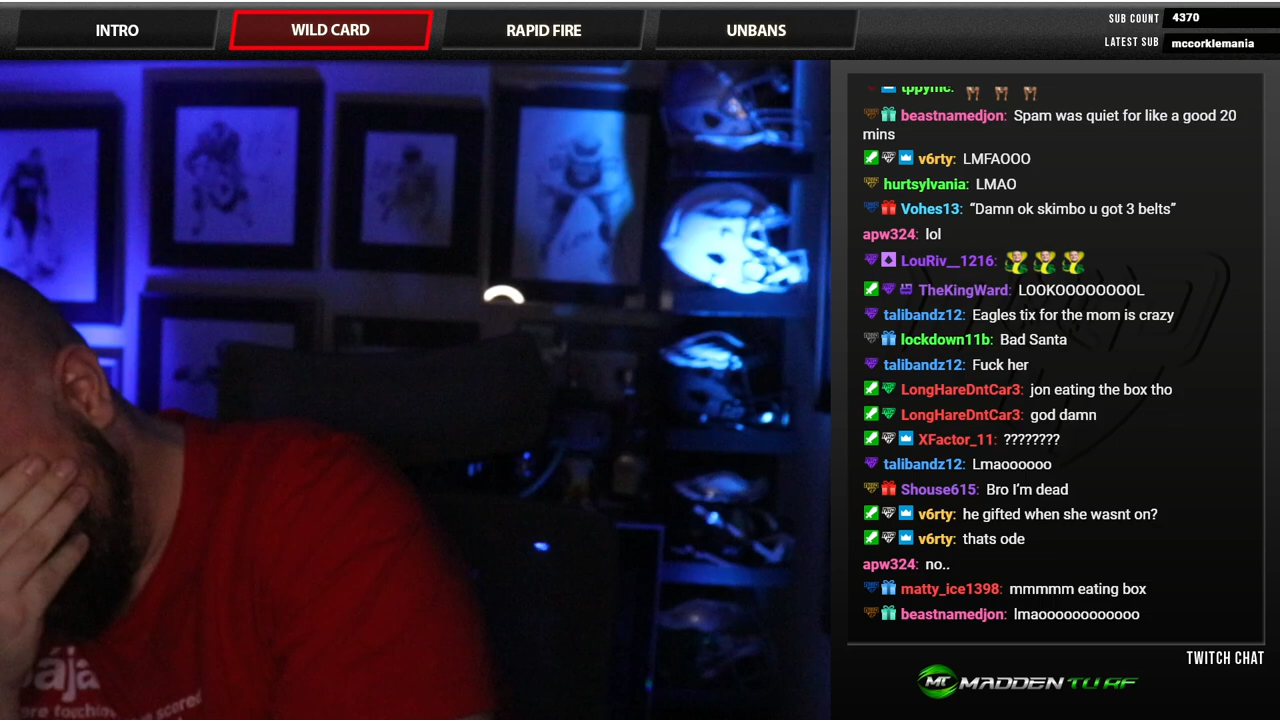 INTRO
WILD CARD
RAPID FIRE
UNBANS
SUB COUNT 4370
LATEST SUB mccorklemania
beastnamedjon: Spam was quiet for like a good 20
mins
v6rty: LMFAOOO
hurtsylvania: LMAO
Vohes13: “Damn ok skimbo u got 3 belts”
apw324: lol
LouRiv__1216:
TheKingWard: LOOKOOOOOOOOL
talibandz12: Eagles tix for the mom is crazy
lockdown11b: Bad Santa
talibandz12: Fuck her
LongHareDntCar3: jon eating the box tho
LongHareDntCar3: god damn
XFactor_11: ????????
talibandz12: Lmaoooooo
Shouse615: Bro I’m dead
v6rty: he gifted when she wasnt on?
v6rty: thats ode
apw324: no..
matty_ice1398: mmmmm eating box
beastnamedjon: lmaoooooooooooo
TWITCH CHAT
MT MADDEN TURF
scored